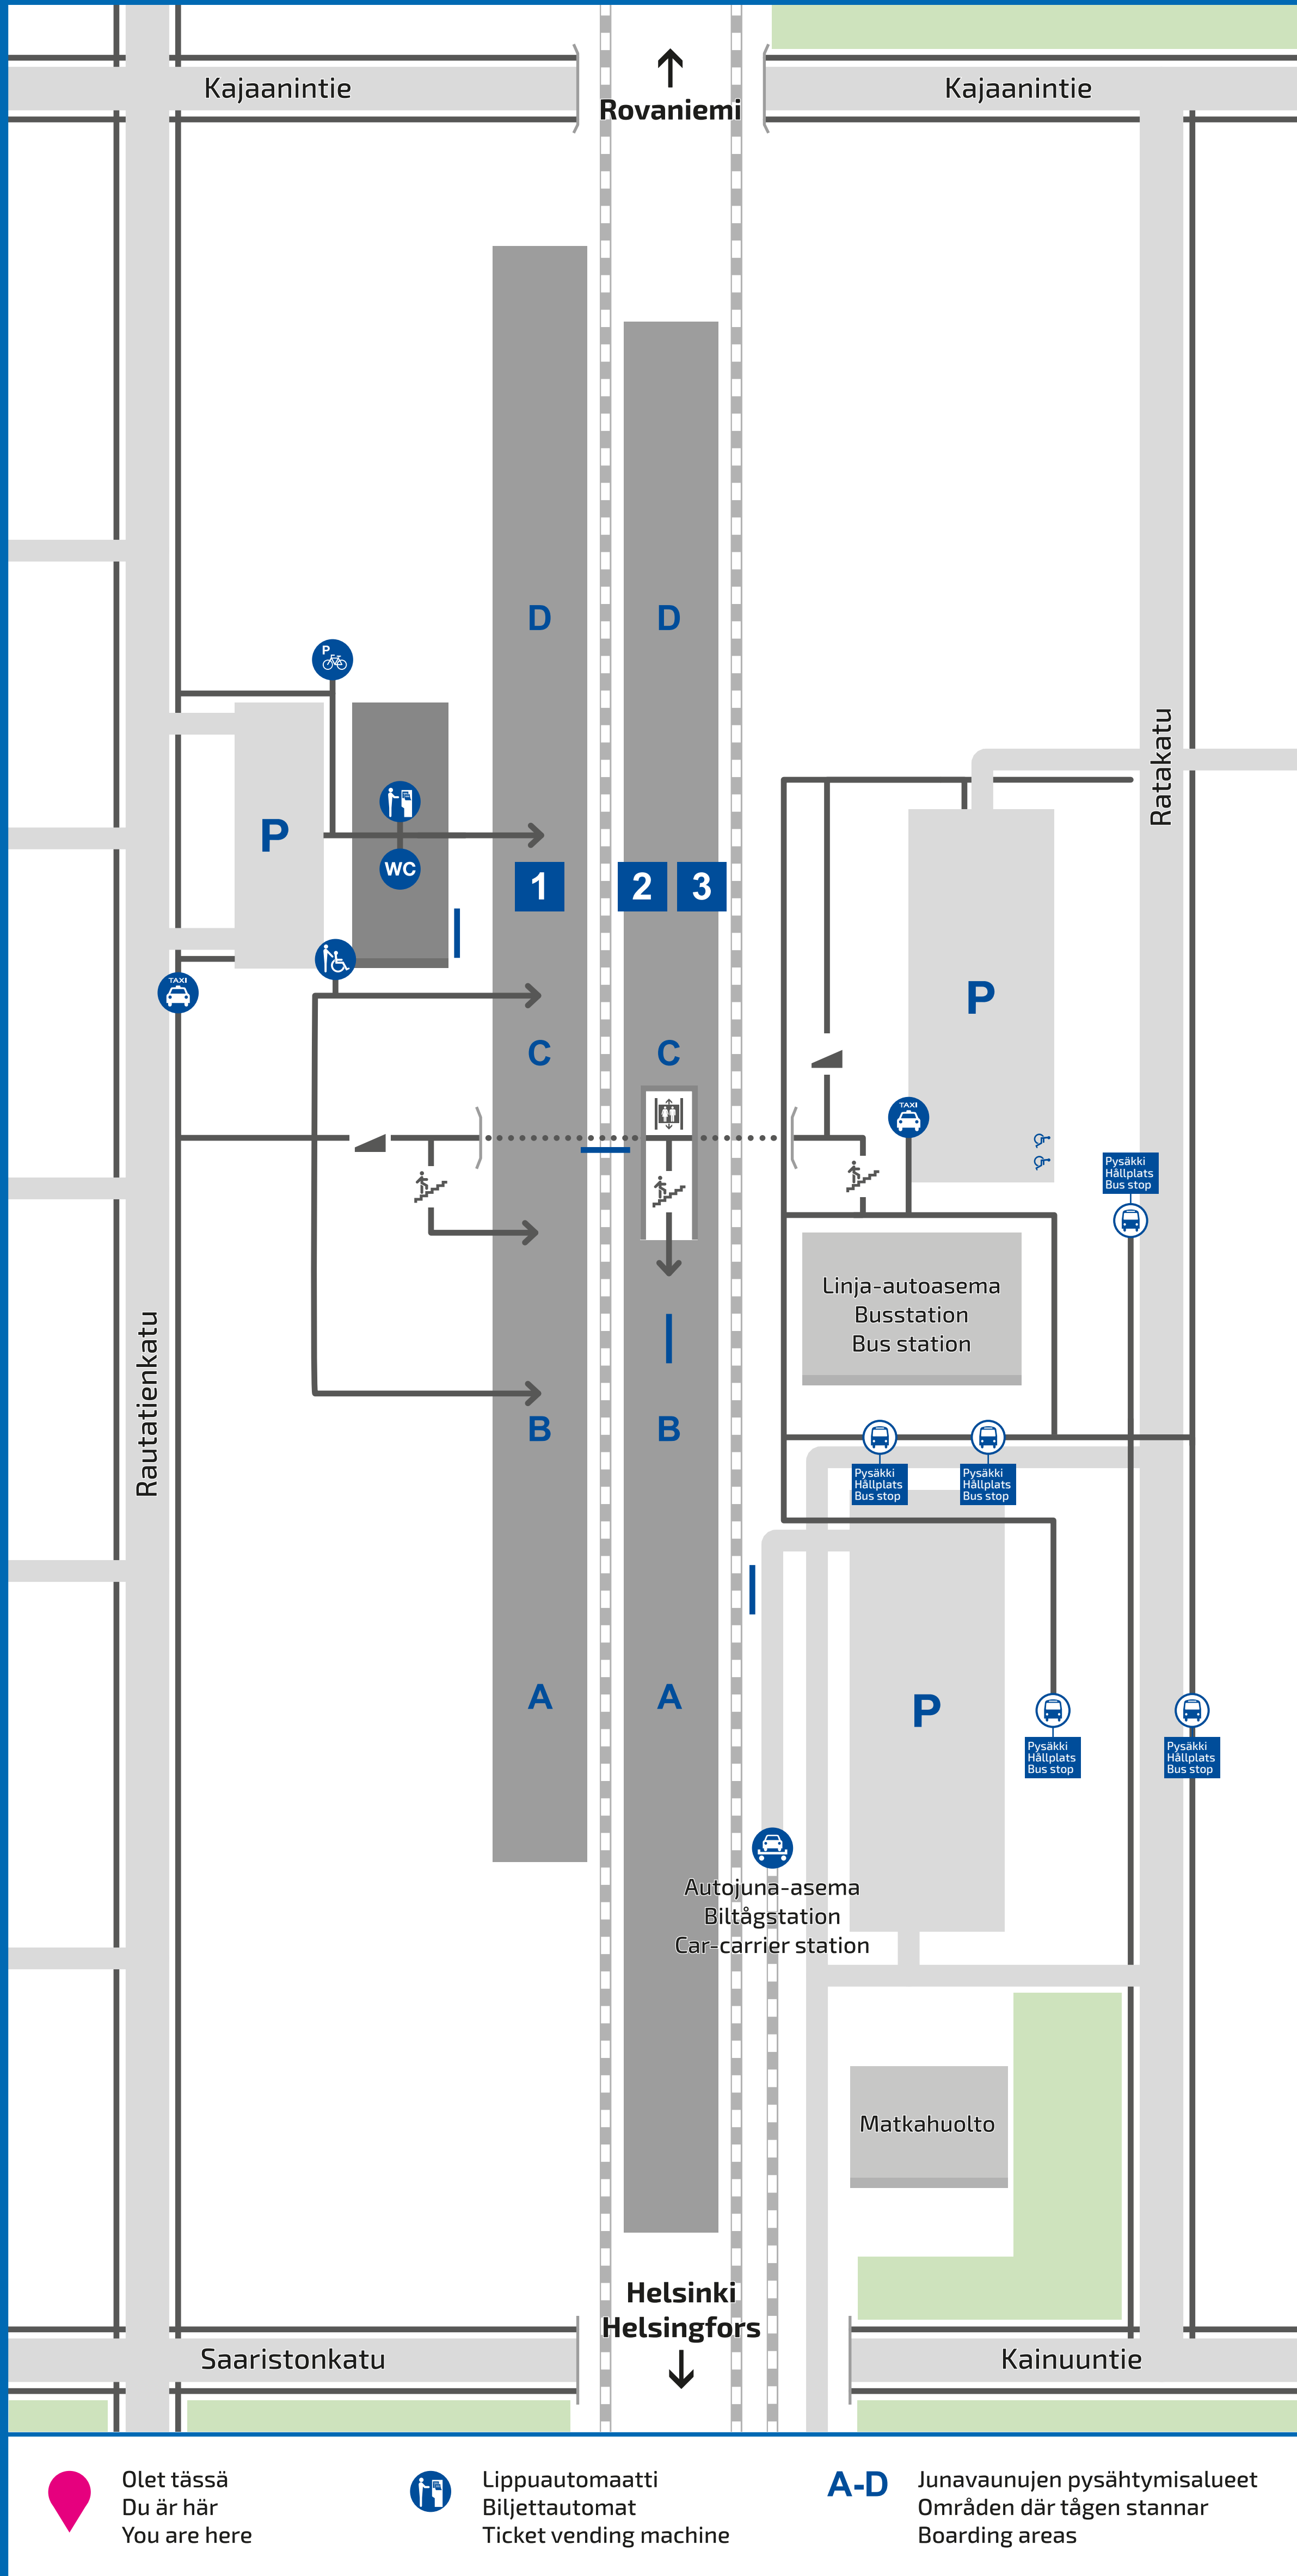 Kajaanintie
Rovaniemi
Kajaanintie
D
D
P
Ratakatu
P
WC
1
2
3
TAXI
P
C
C
TAXI
Pysäkki
Hållplats
Bus stop
Linja-autoasema
Busstation
Bus station
Rautatienkatu
B
B
Pysäkki
Hållplats
Bus stop
Pysäkki
Hållplats
Bus stop
A
A
P
Pysäkki
Hållplats
Bus stop
Pysäkki
Hållplats
Bus stop
Autojuna-asema
Biltågstation
Car-carrier station
Matkahuolto
Helsinki
Helsingfors
Saaristonkatu
Kainuuntie
Olet tässä
Du är här
You are here
Lippuautomaatti
Biljettautomat
Ticket vending machine
A-D
Junavaunujen pysähtymisalueet
Områden där tågen stannar
Boarding areas